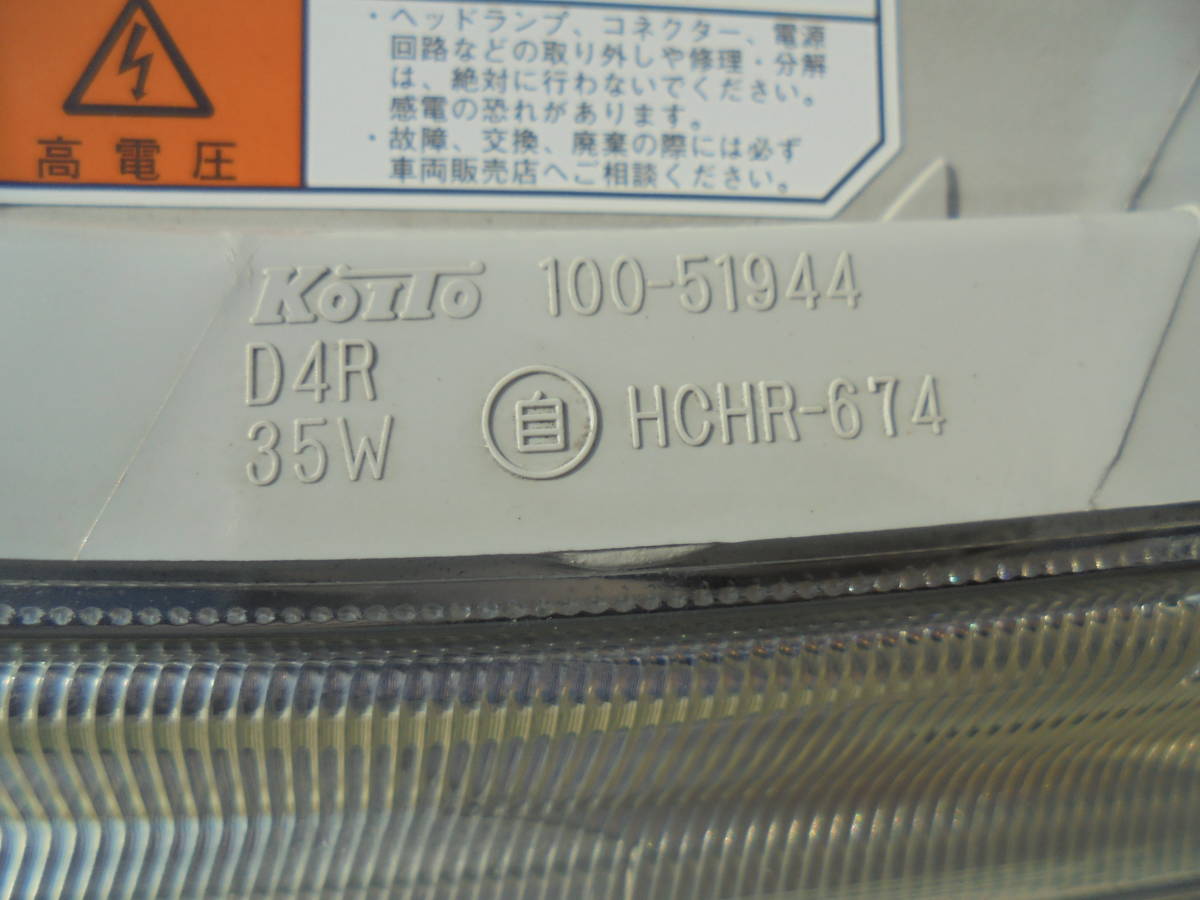 高電圧
・ヘッドランプ、コネクター、電源
回路などの取り外しや修理・分解
は、絶対に行わないでください。
感電の恐れがあります。
・故障、交換、廃棄の際には必ず
車両販売店へご相談ください。
KOITO 100-51944
D4R
35W
自 HCHR-674